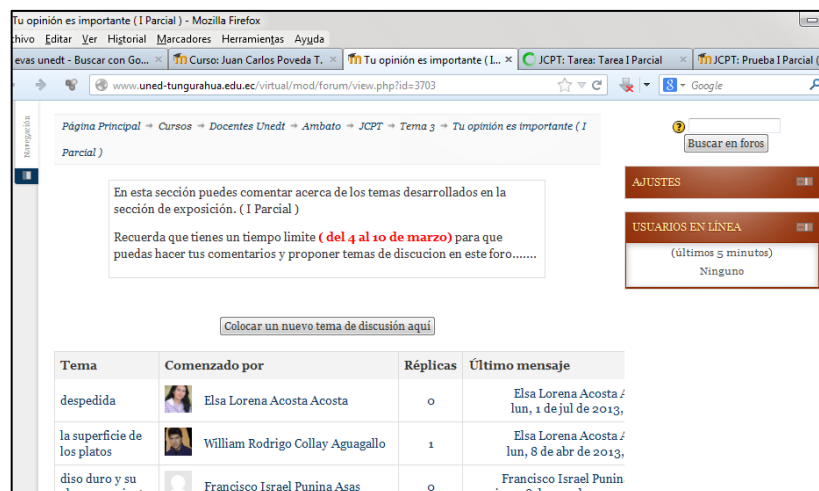 Tu opinión es importante ( I Parcial ) - Mozilla Firefox
hivo Editar Ver Historial Marcadores Herramientas Ayuda
evas unedt - Buscar con Go... × Curso: Juan Carlos Poveda T. × Tu opinión es importante ( I... × JCPT: Tarea: Tarea I Parcial × JCPT: Prueba I Parcial (
www.uned-tungurahua.edu.ec/virtual/mod/forum/view.php?id=3703 Google
Navegación
Página Principal → Cursos → Docentes Unedt → Ambato → JCPT → Tema 3 → Tu opinión es importante ( I
Parcial )
Buscar en foros
En esta sección puedes comentar acerca de los temas desarrollados en la
sección de exposición. ( I Parcial )
Recuerda que tienes un tiempo limite ( del 4 al 10 de marzo) para que
puedas hacer tus comentarios y proponer temas de discucion en este foro.......
AJUSTES
USUARIOS EN LÍNEA
(últimos 5 minutos)
Ninguno
Colocar un nuevo tema de discusión aquí
Tema Comenzado por Réplicas Último mensaje
despedida Elsa Lorena Acosta Acosta 0 Elsa Lorena Acosta A
lun, 1 de jul de 2013,
la superficie de
los platos William Rodrigo Collay Aguagallo 1 Elsa Lorena Acosta A
lun, 8 de abr de 2013,
diso duro y su
Francisco Israel Punina Asas 0 Francisco Israel Punin